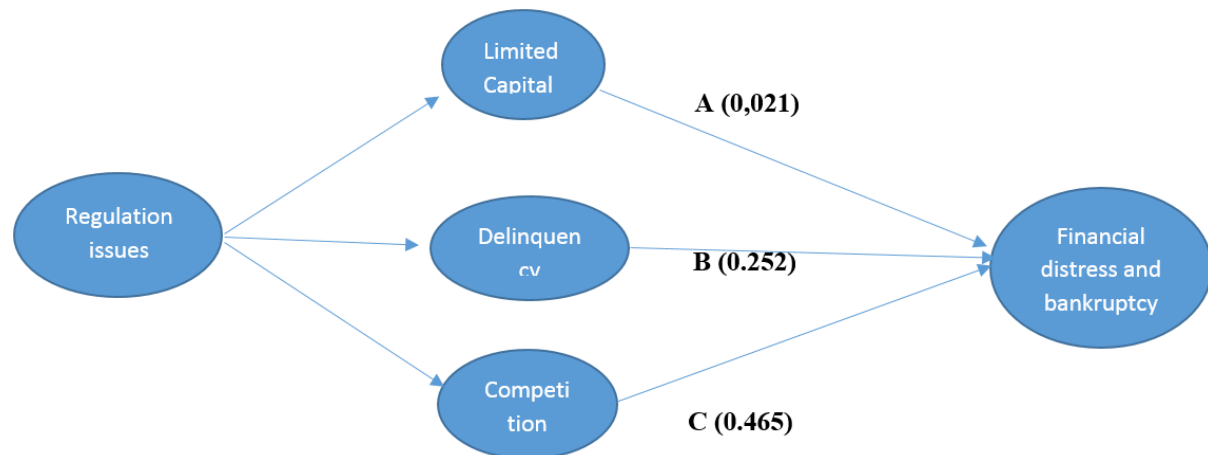 Limited
Capital
A (0,021)
Regulation
issues
Delinquen
cy
B (0.252)
Financial
distress and
bankruptcy
Competi
tion
C (0.465)